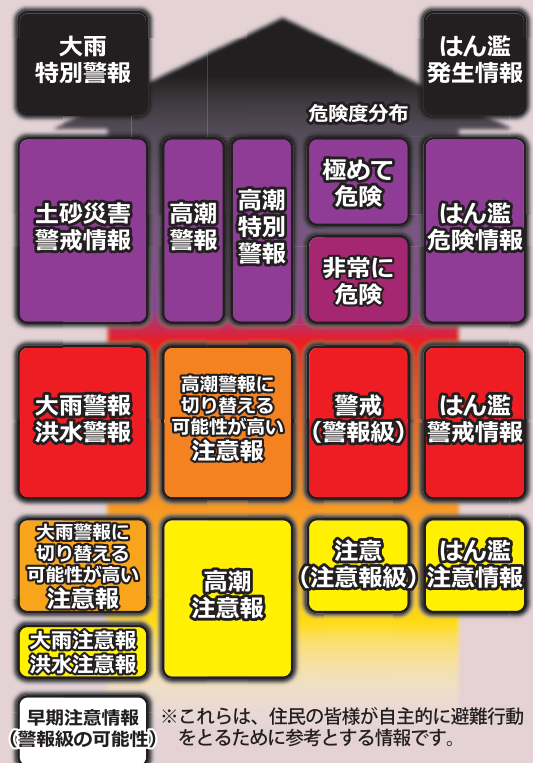 大雨
特別警報
はん濫
発生情報
危険度分布
土砂災害
警戒情報
高潮
警報
高潮
特別
警報
極めて
危険
非常に
危険
はん濫
危険情報
大雨警報
洪水警報
高潮警報に
切り替える
可能性が高い
注意報
警戒
（警報級）
はん濫
警戒情報
大雨警報に
切り替える
可能性が高い
注意報
高潮
注意報
注意
（注意報級）
はん濫
注意情報
大雨注意報
洪水注意報
早期注意情報
（警報級の可能性）
※これらは、住民の皆様が自主的に避難行動
をとるために参考とする情報です。